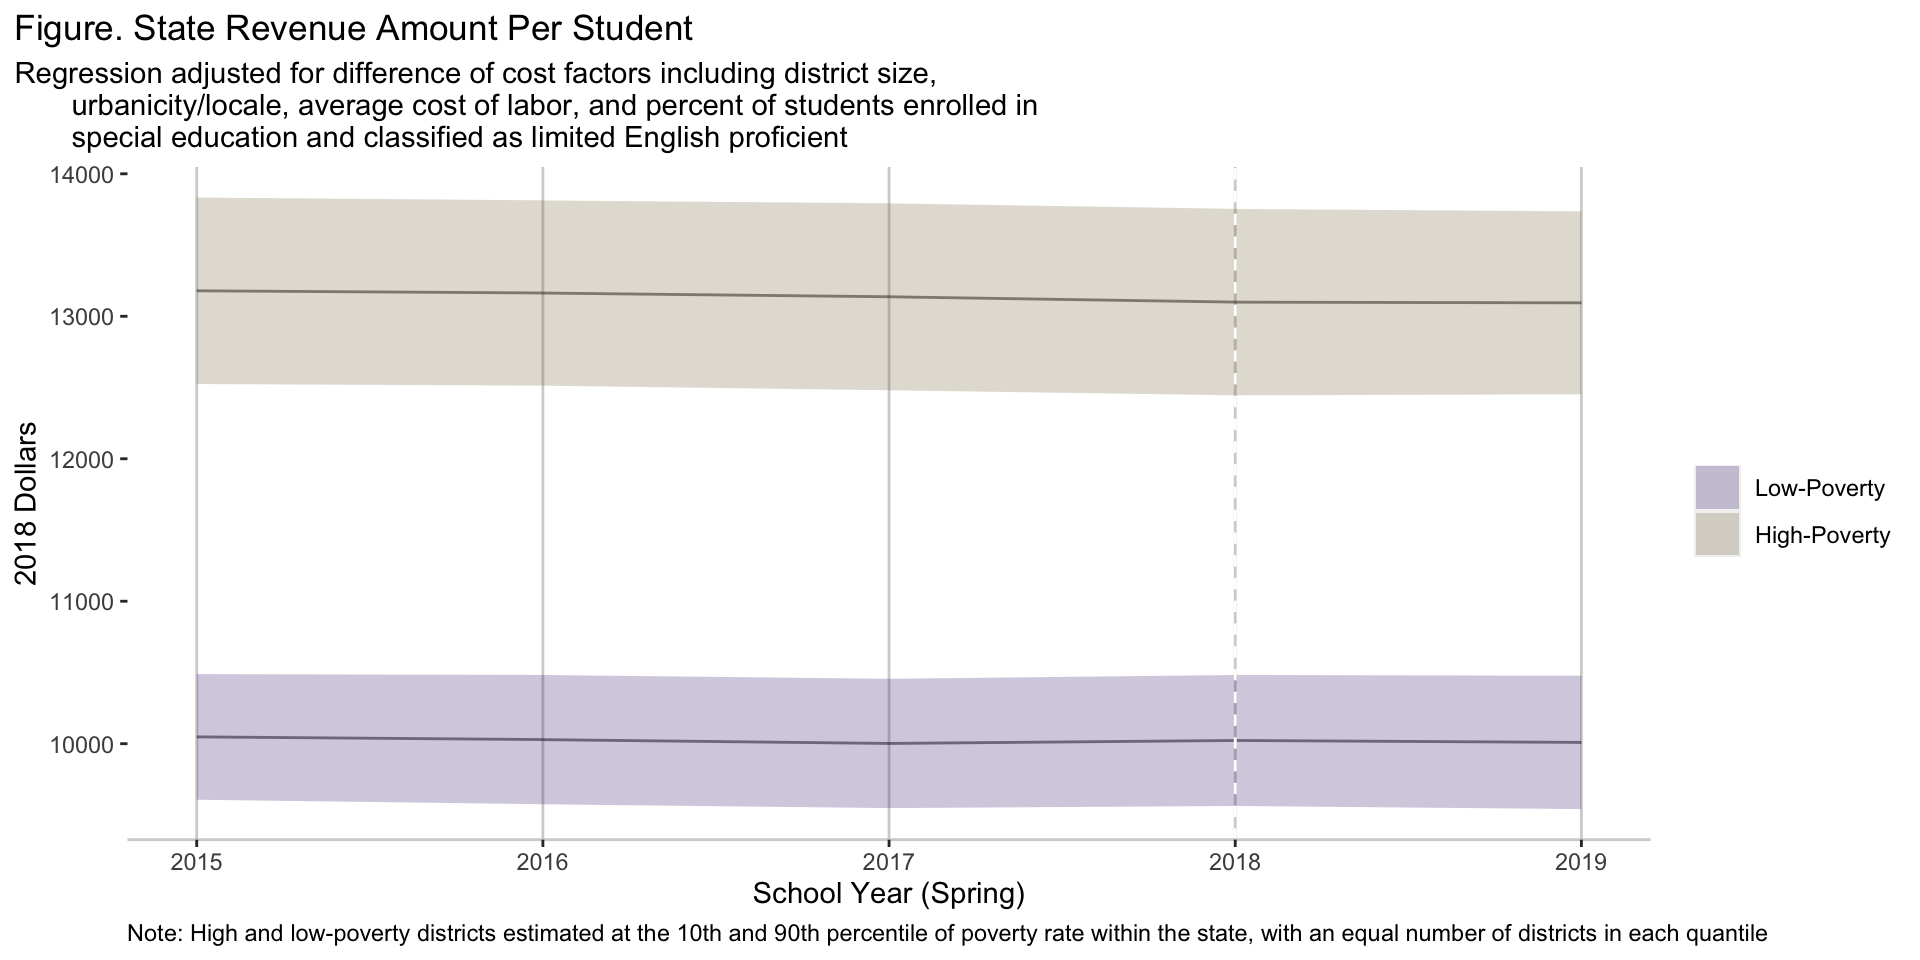 Figure. State Revenue Amount Per Student
Regression adjusted for difference of cost factors including district size,
urbanicity/locale, average cost of labor, and percent of students enrolled in
special education and classified as limited English proficient
14000
13000
12000
11000
10000
2018 Dollars
Low-Poverty
High-Poverty
2015 2016 2017 2018 2019
School Year (Spring)
Note: High and low-poverty districts estimated at the 10th and 90th percentile of poverty rate within the state, with an equal number of districts in each quantile